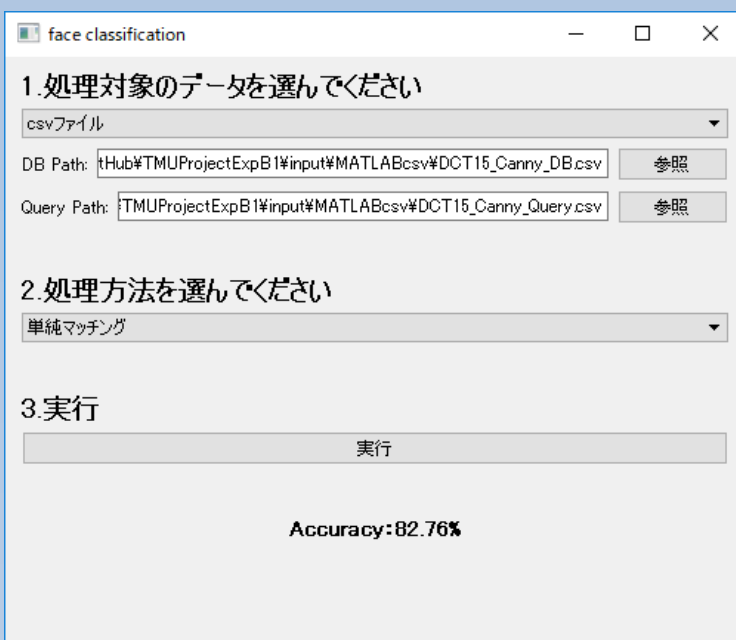 face classification
1.処理対象のデータを選んでください
csvファイル
DB Path: tHub¥TMUProjectExpB1¥input¥MATLABcsv¥DCT15_Canny_DB.csv 参照
Query Path: TMUProjectExpB1¥input¥MATLABcsv¥DCT15_Canny_Query.csv 参照
2.処理方法を選んでください
単純マッチング
3.実行
実行
Accuracy:82.76%